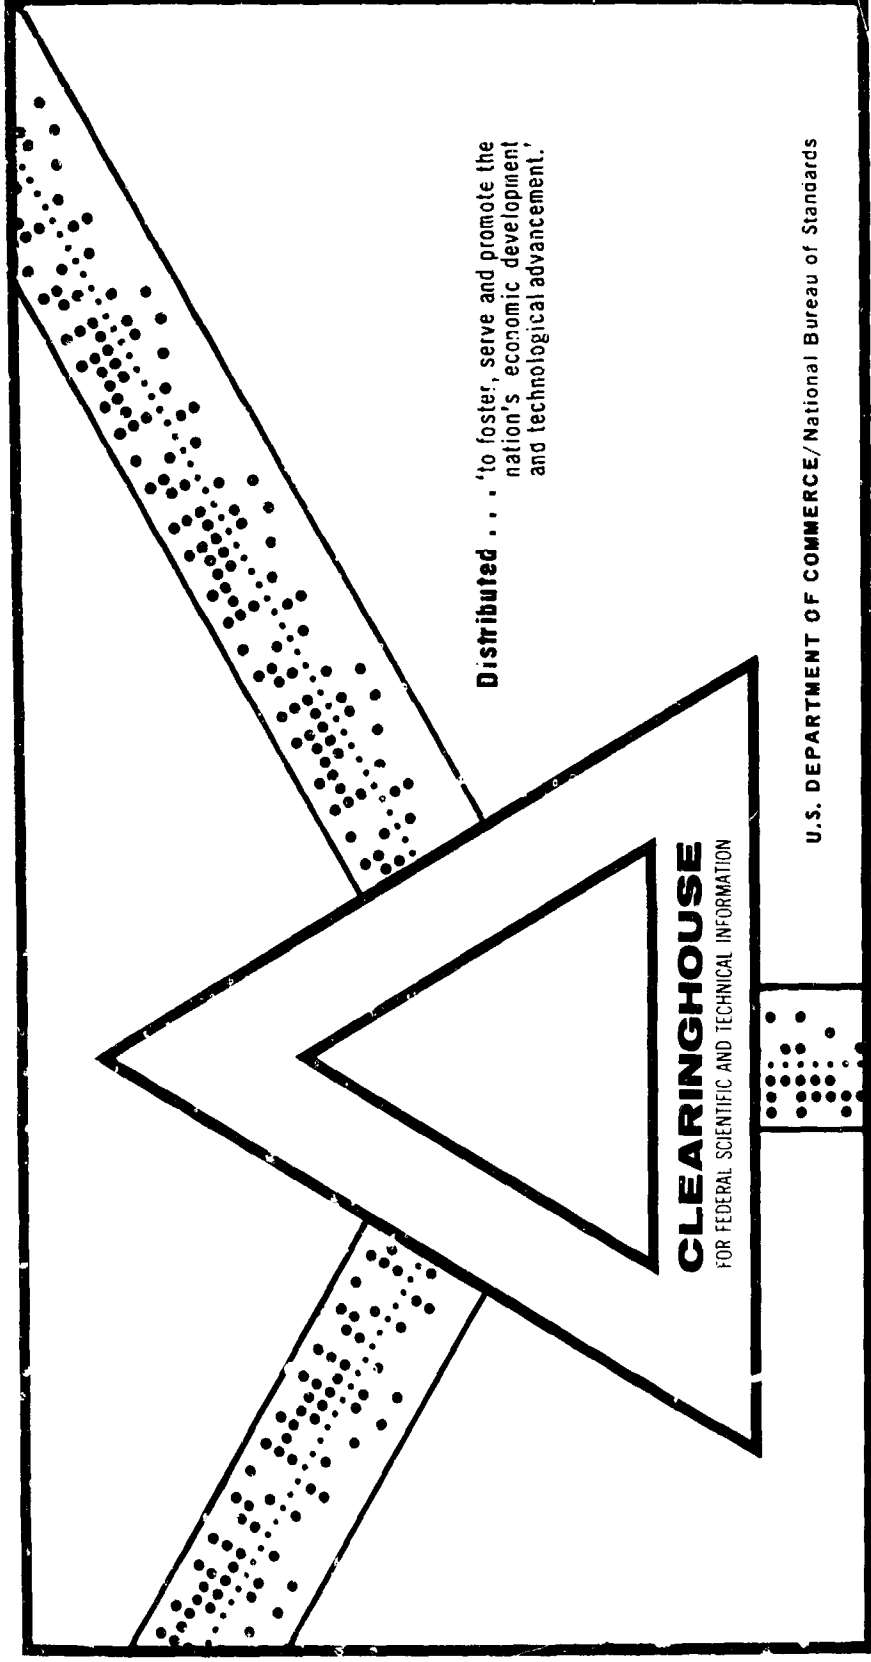 Distributed . . . 'to foster, serve and promote the
nation's economic development
and technological advancement.'
CLEARINGHOUSE
FOR FEDERAL SCIENTIFIC AND TECHNICAL INFORMATION
U.S. DEPARTMENT OF COMMERCE/National Bureau of Standards